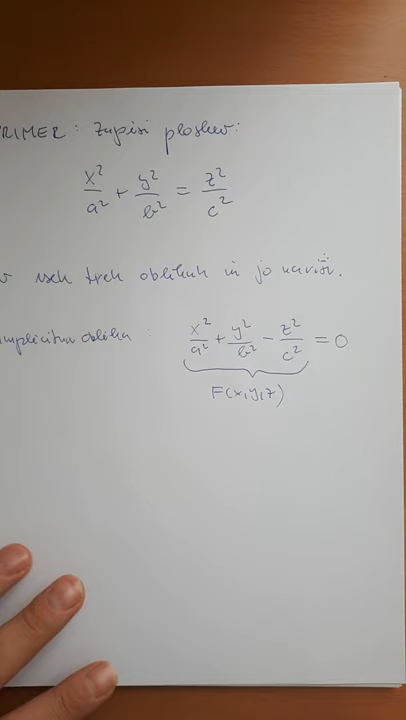 RIMER: Zapiši ploskev:
x²/a² + y²/b² = z²/c²
v vseh treh oblikah in jo nariši.
implicitna oblika: x²/a² + y²/b² - z²/c² = 0
F(x,y,z)